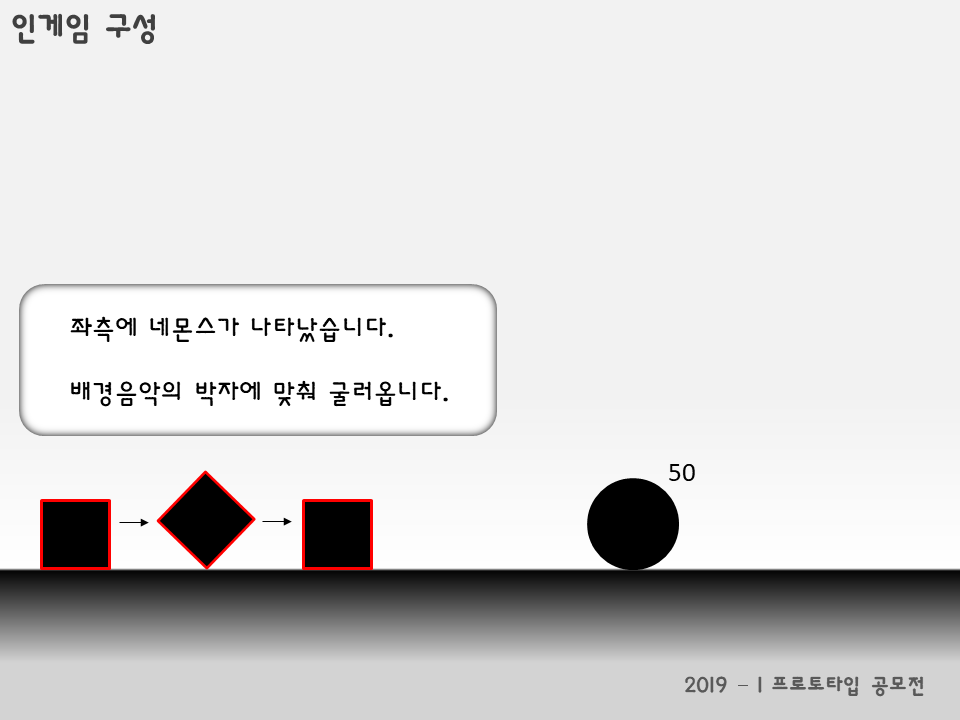 인게임 구성
좌측에 네몬스가 나타났습니다.
배경음악의 박자에 맞춰 굴러옵니다.
50
2019 - 1 프로토타입 공모전